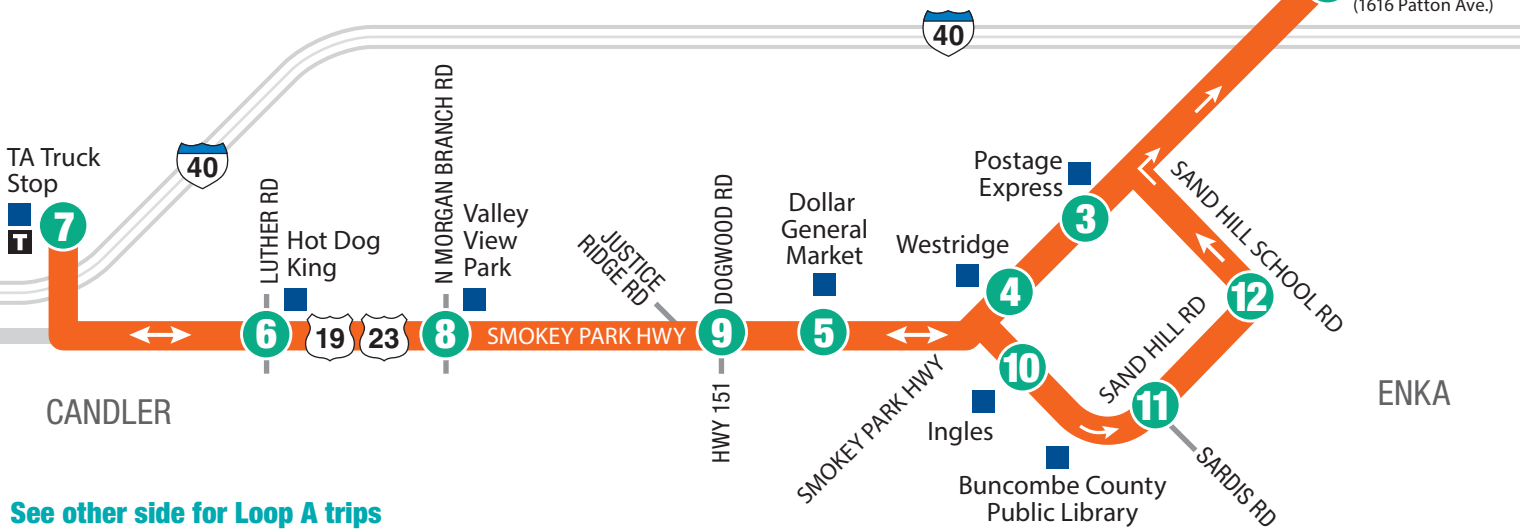 (1616 Patton Ave.)
40
40
TA Truck
Stop
7
T
LUTHER RD
Hot Dog
King
6
19
23
N MORGAN BRANCH RD
Valley
View
Park
8
SMOKEY PARK HWY
JUSTICE
RIDGE RD
DOGWOOD RD
9
HWY 151
Dollar
General
Market
5
Westridge
4
Postage
Express
3
SAND HILL SCHOOL RD
12
SAND HILL RD
10
11
SMOKEY PARK HWY
Ingles
Buncombe County
Public Library
SARDIS RD
CANDLER
ENKA
See other side for Loop A trips